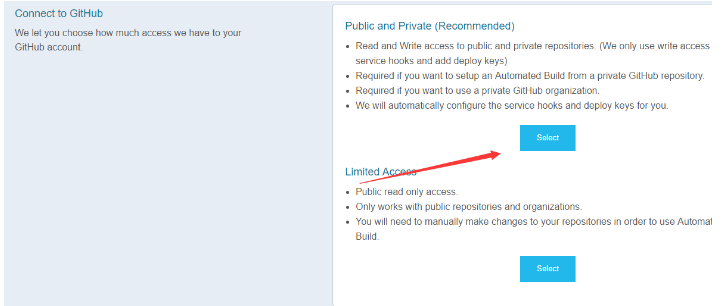 Connect to GitHub
We let you choose how much access we have to your
GitHub account
Public and Private (Recommended)
Read and Write access to public and private repositories. (We only use write access
service hooks and add deploy keys)
Required if you want to setup an Automated Build from a private GitHub repository.
Required if you want to use a private GitHub organization.
We will automatically configure the service hooks and deploy keys for you.
Select
Limited Access
Public read only access.
Only works with public repositories and organizations.
You will need to manually make changes to your repositories in order to use Automat
Build.
Select